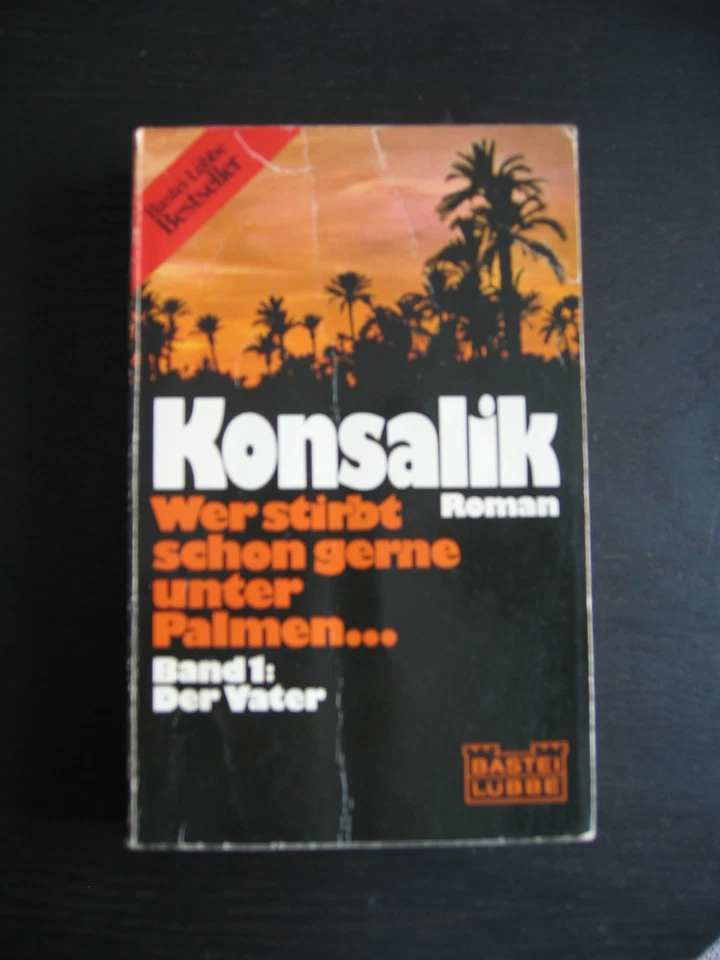 Bastei-Lübbe
Bestseller
Konsalik
Roman
Wer stirbt
schon gerne
unter
Palmen...
Band 1:
Der Vater
BASTEI
LÜBBE